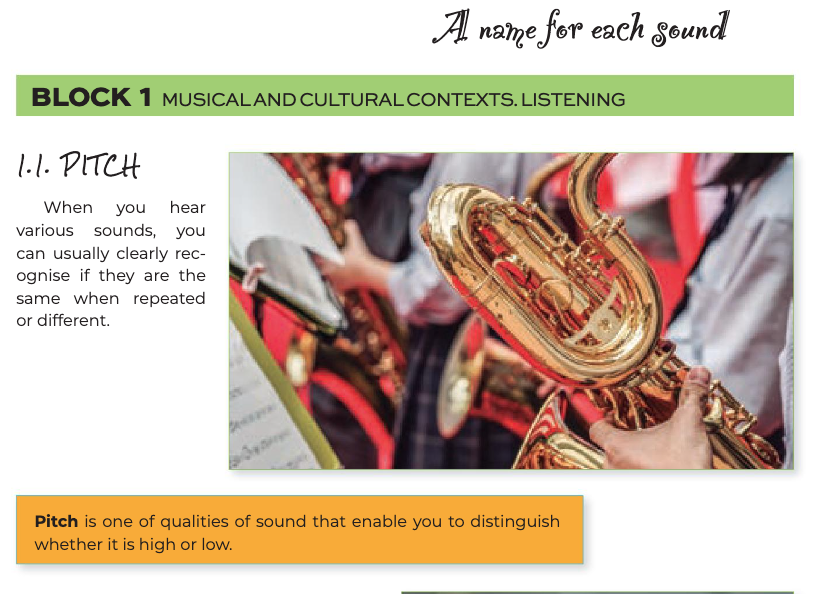 A name for each sound
BLOCK 1 MUSICAL AND CULTURAL CONTEXTS. LISTENING
1.1. PITCH
When you hear
various sounds, you
can usually clearly rec-
ognise if they are the
same when repeated
or different.
Pitch is one of qualities of sound that enable you to distinguish
whether it is high or low.